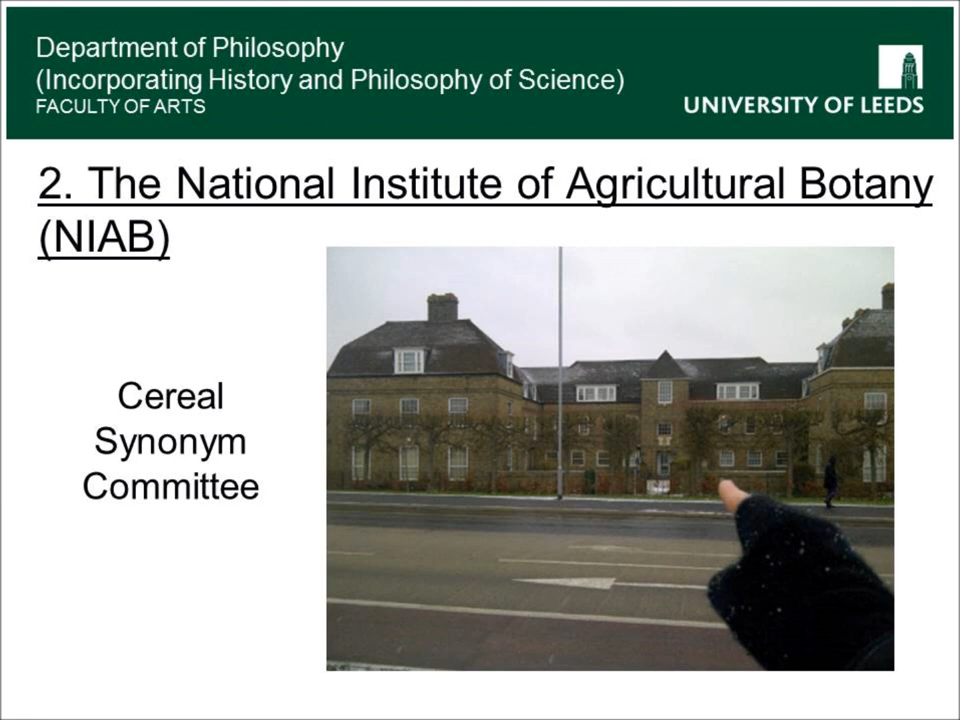 Department of Philosophy
(Incorporating History and Philosophy of Science)
FACULTY OF ARTS
UNIVERSITY OF LEEDS
2. The National Institute of Agricultural Botany
(NIAB)
Cereal
Synonym
Committee